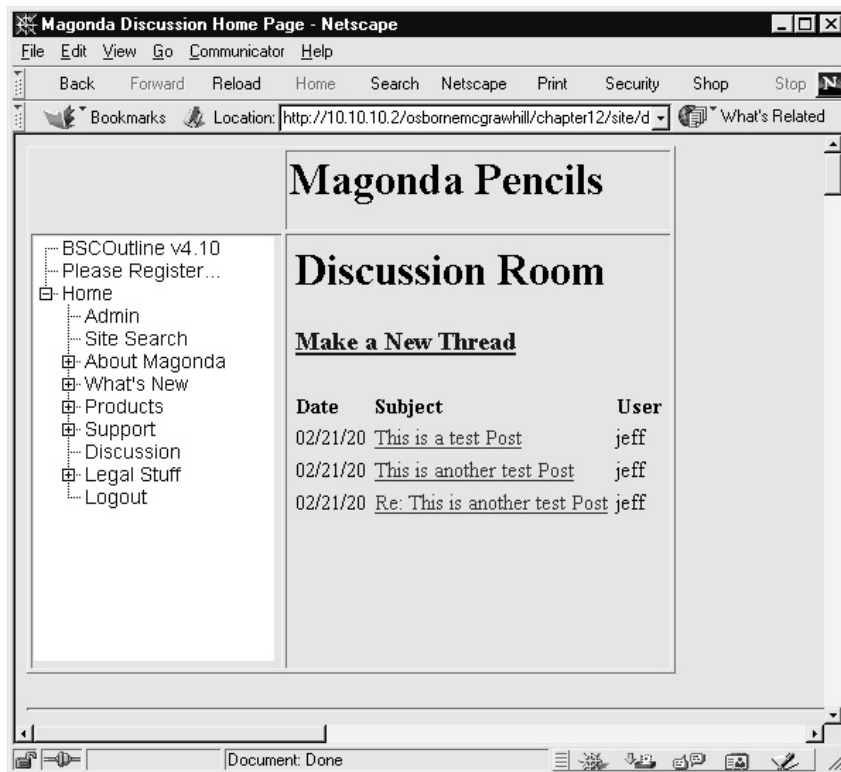 Magonda Discussion Home Page - Netscape
File Edit View Go Communicator Help
Back Forward Reload Home Search Netscape Print Security Shop Stop N
Bookmarks Location: http://10.10.10.2/osbornemcgrawhill/chapter12/site/d What's Related
Magonda Pencils
BSCOutline v4.10
Please Register...
Home
Admin
Site Search
About Magonda
What's New
Products
Support
Discussion
Legal Stuff
Logout
Discussion Room
Make a New Thread
Date Subject User
02/21/20 This is a test Post jeff
02/21/20 This is another test Post jeff
02/21/20 Re: This is another test Post jeff
Document: Done